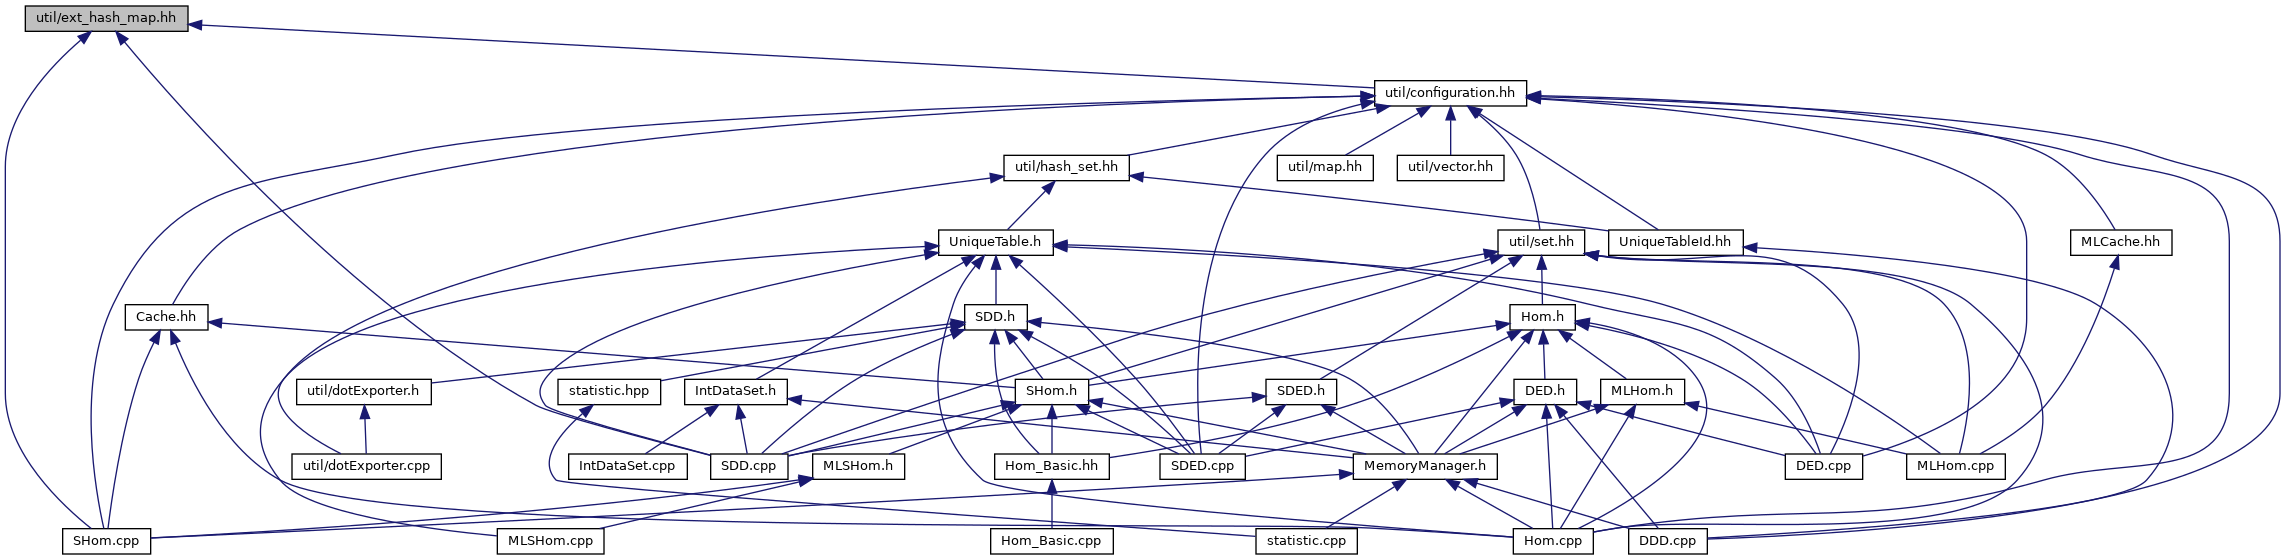 util/ext_hash_map.hh
util/configuration.hh
util/hash_set.hh
util/map.hh
util/vector.hh
UniqueTable.h
util/set.hh
UniqueTableId.hh
MLCache.hh
Cache.hh
SDD.h
Hom.h
util/dotExporter.h
statistic.hpp
IntDataSet.h
SHom.h
SDED.h
DED.h
MLHom.h
util/dotExporter.cpp
IntDataSet.cpp
SDD.cpp
MLSHom.h
Hom_Basic.hh
SDED.cpp
MemoryManager.h
DED.cpp
MLHom.cpp
SHom.cpp
MLSHom.cpp
Hom_Basic.cpp
statistic.cpp
Hom.cpp
DDD.cpp